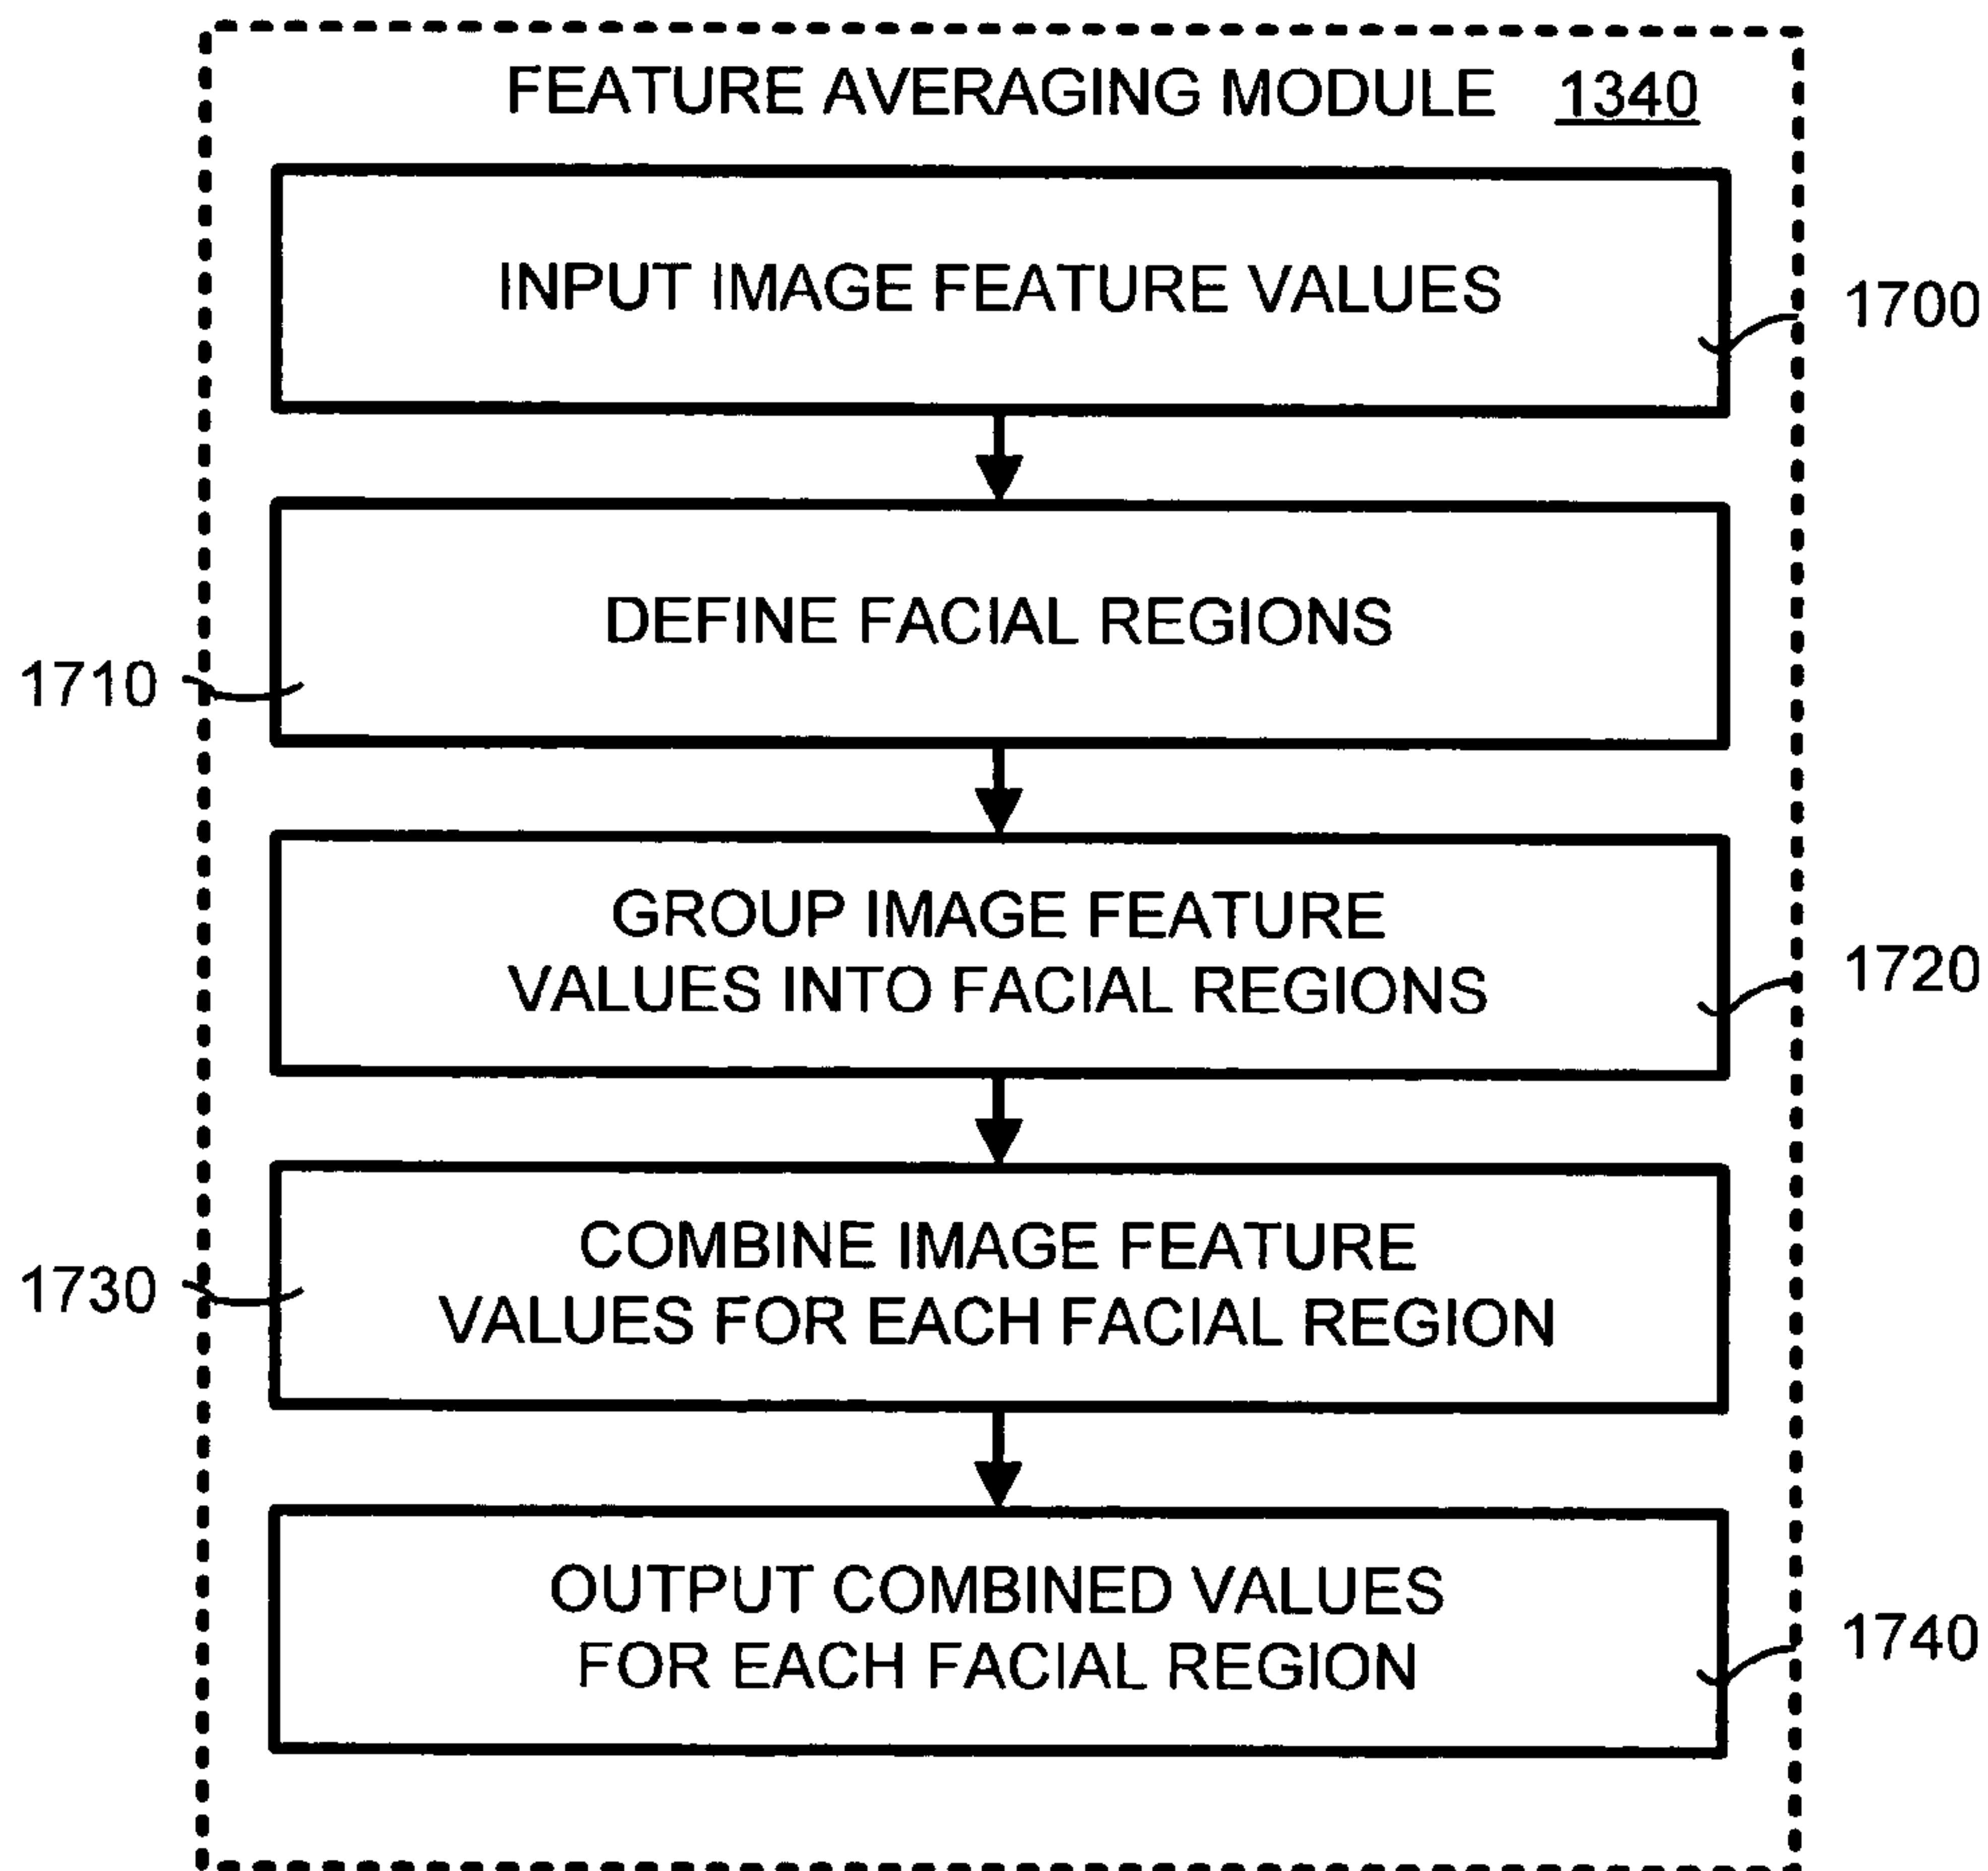 FEATURE AVERAGING MODULE 1340
INPUT IMAGE FEATURE VALUES
1700
DEFINE FACIAL REGIONS
1710
GROUP IMAGE FEATURE
VALUES INTO FACIAL REGIONS
1720
COMBINE IMAGE FEATURE
VALUES FOR EACH FACIAL REGION
1730
OUTPUT COMBINED VALUES
FOR EACH FACIAL REGION
1740